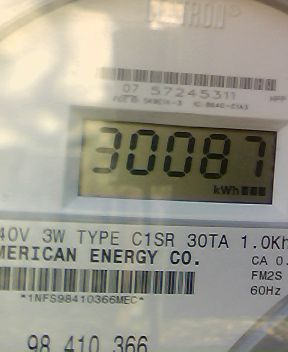 CENTRON®
07 57245311
30087
kWh
40V 3W TYPE C1SR 30TA 1.0Kh
MERICAN ENERGY CO.
CA 0.
FM2S
60Hz
*1NFS98410366MEC*
98 410 366